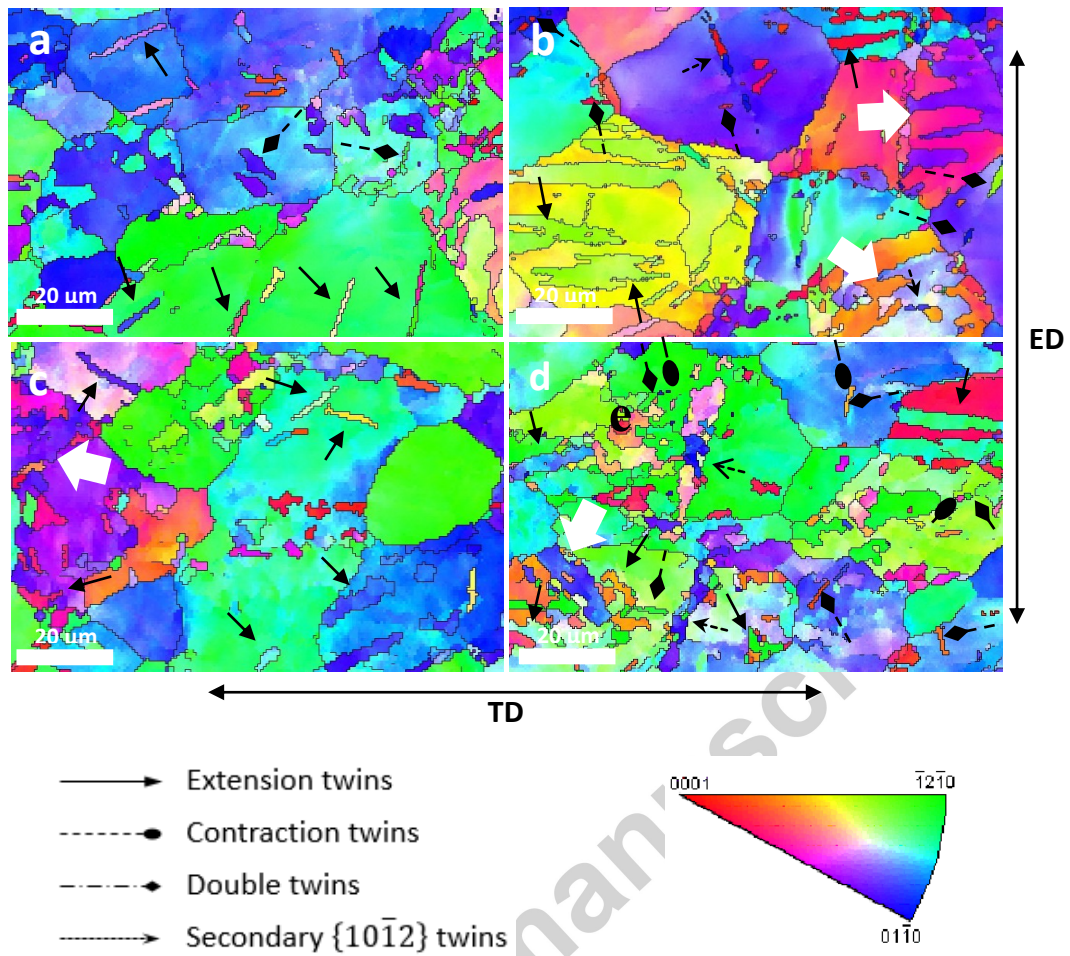 a
b
20 um
20 um
ED
c
d
e
20 um
20 um
TD
Extension twins
Contraction twins
Double twins
Secondary {101̄2} twins
0001
1̄21̄0
011̄0
manuscri